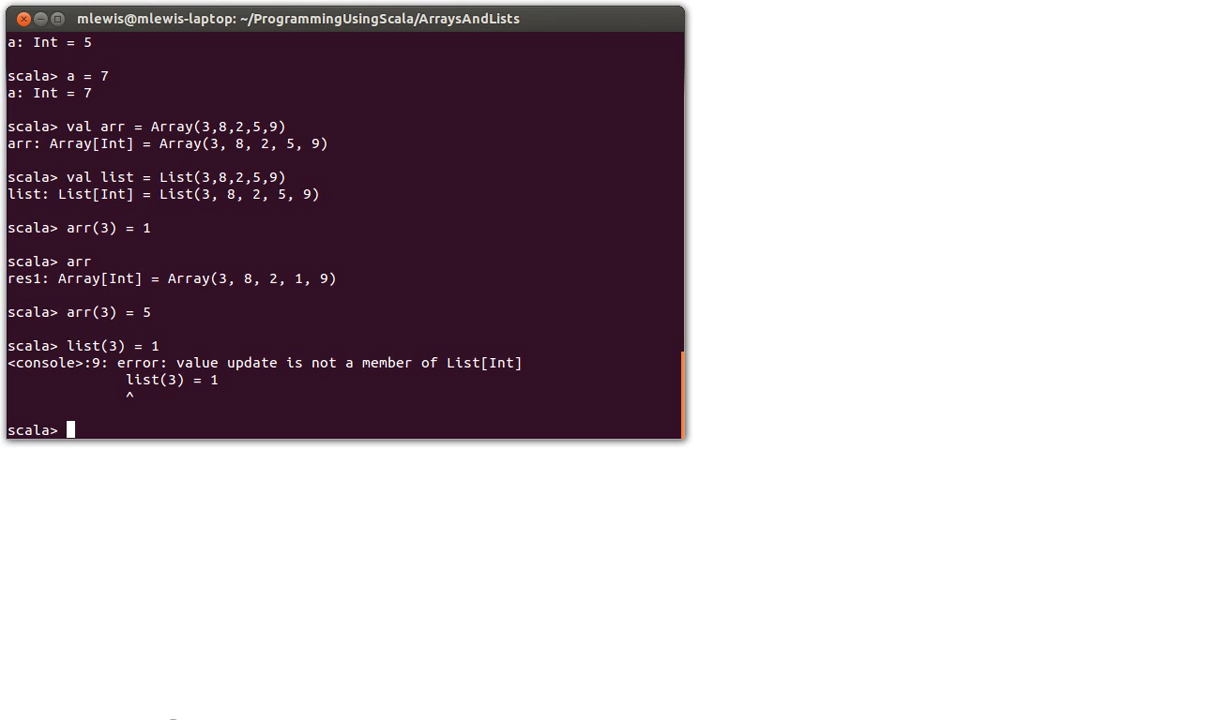 mlewis@mlewis-laptop: ~/ProgrammingUsingScala/ArraysAndLists
a: Int = 5
scala> a = 7
a: Int = 7
scala> val arr = Array(3,8,2,5,9)
arr: Array[Int] = Array(3, 8, 2, 5, 9)
scala> val list = List(3,8,2,5,9)
list: List[Int] = List(3, 8, 2, 5, 9)
scala> arr(3) = 1
scala> arr
res1: Array[Int] = Array(3, 8, 2, 1, 9)
scala> arr(3) = 5
scala> list(3) = 1
<console>:9: error: value update is not a member of List[Int]
list(3) = 1
^
scala>